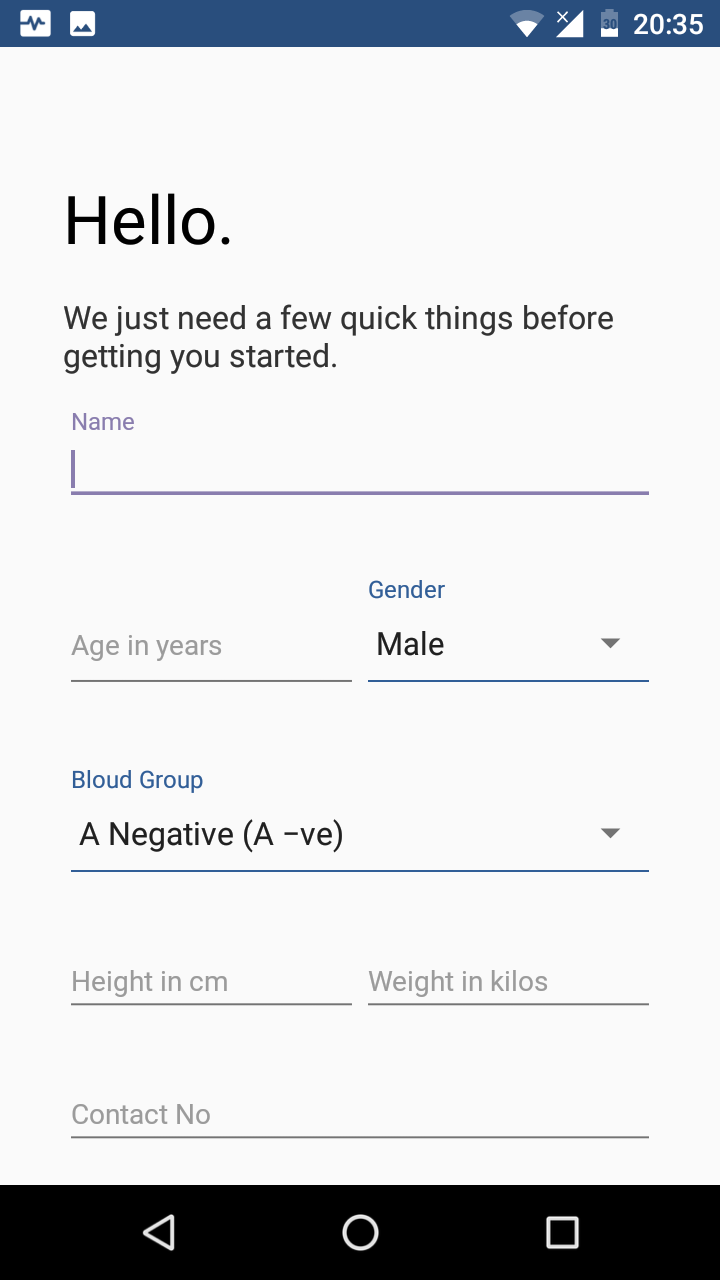 30 20:35
Hello.
We just need a few quick things before
getting you started.
Name
Gender
Age in years
Male
Bloud Group
A Negative (A −ve)
Height in cm
Weight in kilos
Contact No